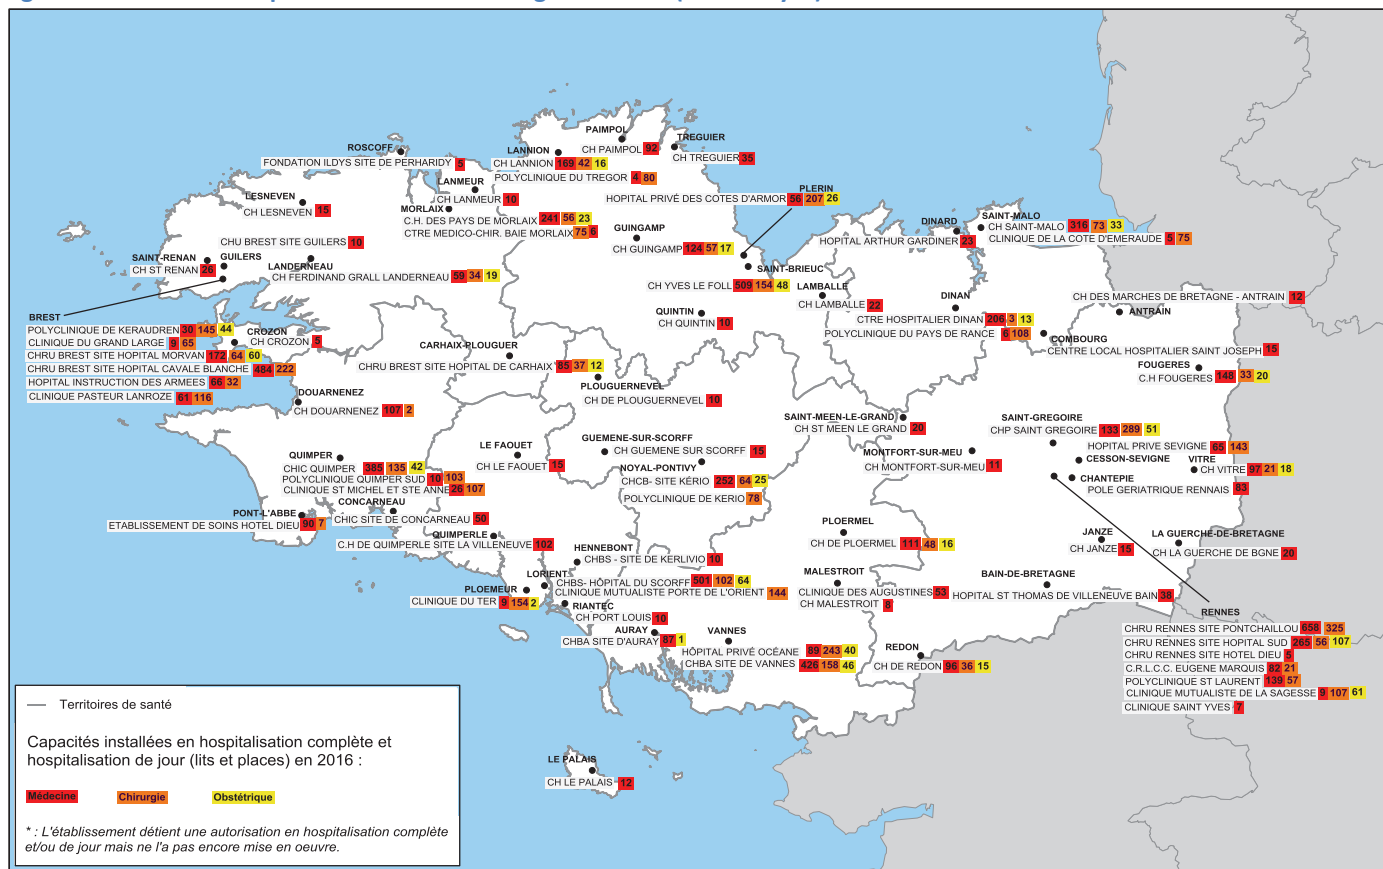 ROSCOFF
FONDATION ILDYS SITE DE PERHARIDY 5
LESNEVEN
CH LESNEVEN 15
LANMEUR
CH LANMEUR 10
MORLAIX
C.H. DES PAYS DE MORLAIX 241 56 23
CTRE MEDICO-CHIR. BAIE MORLAIX 75 6
LANNION
CH LANNION 169 42 16
POLYCLINIQUE DU TREGOR 4 80
PAIMPOL
CH PAIMPOL 92
TREGUIER
CH TREGUIER 35
PLERIN
HOPITAL PRIVÉ DES COTES D'ARMOR 56 207 26
GUINGAMP
CH GUINGAMP 124 57 17
SAINT-BRIEUC
CH YVES LE FOLL 509 154 48
QUINTIN
CH QUINTIN 10
LAMBALLE
CH LAMBALLE 22
DINARD
HOPITAL ARTHUR GARDINER 23
SAINT-MALO
CH SAINT-MALO 316 73 33
CLINIQUE DE LA COTE D'EMERAUDE 5 75
DINAN
CTRE HOSPITALIER DINAN 206 3 13
POLYCLINIQUE DU PAYS DE RANCE 6 108
CH DES MARCHES DE BRETAGNE - ANTRAIN 12
ANTRAIN
COMBOURG
CENTRE LOCAL HOSPITALIER SAINT JOSEPH 15
FOUGERES
C.H FOUGERES 148 33 20
CHU BREST SITE GUILERS 10
SAINT-RENAN
CH ST RENAN 26
GUILERS
LANDERNEAU
CH FERDINAND GRALL LANDERNEAU 59 34 19
BREST
POLYCLINIQUE DE KERAUDREN 30 145 44
CLINIQUE DU GRAND LARGE 9 65
CHRU BREST SITE HOPITAL MORVAN 172 64 60
CHRU BREST SITE HOPITAL CAVALE BLANCHE 484 222
HOPITAL INSTRUCTION DES ARMEES 66 32
CLINIQUE PASTEUR LANROZE 61 116
CROZON
CH CROZON 5
CARHAIX-PLOUGUER
CHRU BREST SITE HOPITAL DE CARHAIX 85 37 12
PLOUGUERNEVEL
CH DE PLOUGUERNEVEL 10
DOUARNENEZ
CH DOUARNENEZ 107 2
QUIMPER
CHIC QUIMPER 385 135 42
POLYCLINIQUE QUIMPER SUD 10 103
CLINIQUE ST MICHEL ET STE ANNE 26 107
CONCARNEAU
CHIC SITE DE CONCARNEAU 50
PONT-L'ABBE
ETABLISSEMENT DE SOINS HOTEL DIEU 90 7
LE FAOUET
CH LE FAOUET 15
QUIMPERLE
C.H DE QUIMPERLE SITE LA VILLENEUVE 102
GUEMENE-SUR-SCORFF
CH GUEMENE SUR SCORFF 15
NOYAL-PONTIVY
CHCB- SITE KÉRIO 252 64 25
POLYCLINIQUE DE KERIO 78
SAINT-MEEN-LE-GRAND
CH ST MEEN LE GRAND 20
MONTFORT-SUR-MEU
CH MONTFORT-SUR-MEU 11
SAINT-GREGOIRE
CHP SAINT GREGOIRE 133 289 51
HOPITAL PRIVE SEVIGNE 65 143
CESSON-SEVIGNE
VITRE
CH VITRE 97 21 18
CHANTEPIE
POLE GERIATRIQUE RENNAIS 83
HENNEBONT
CHBS - SITE DE KERLIVIO 10
LORIENT
CHBS- HÔPITAL DU SCORFF 501 102 64
CLINIQUE MUTUALISTE PORTE DE L'ORIENT 144
PLOEMEUR
CLINIQUE DU TER 9 154 2
RIANTEC
CH PORT LOUIS 10
AURAY
CHBA SITE D'AURAY 87 1
VANNES
HÔPITAL PRIVÉ OCÉANE 89 243 40
CHBA SITE DE VANNES 426 158 46
PLOERMEL
CH DE PLOERMEL 111 48 16
MALESTROIT
CLINIQUE DES AUGUSTINES 53
CH MALESTROIT 8
REDON
CH DE REDON 96 36 15
JANZE
CH JANZE 15
LA GUERCHE-DE-BRETAGNE
CH LA GUERCHE DE BGNE 20
BAIN-DE-BRETAGNE
HOPITAL ST THOMAS DE VILLENEUVE BAIN 38
RENNES
CHRU RENNES SITE PONTCHAILLOU 658 325
CHRU RENNES SITE HOPITAL SUD 265 56 107
CHRU RENNES SITE HOTEL DIEU 5
C.R.L.C.C. EUGENE MARQUIS 82 21
POLYCLINIQUE ST LAURENT 139 57
CLINIQUE MUTUALISTE DE LA SAGESSE 9 107 61
CLINIQUE SAINT YVES 7
LE PALAIS
CH LE PALAIS 12
Territoires de santé
Capacités installées en hospitalisation complète et
hospitalisation de jour (lits et places) en 2016 :
Médecine Chirurgie Obstétrique
* : L'établissement détient une autorisation en hospitalisation complète
et/ou de jour mais ne l'a pas encore mise en oeuvre.